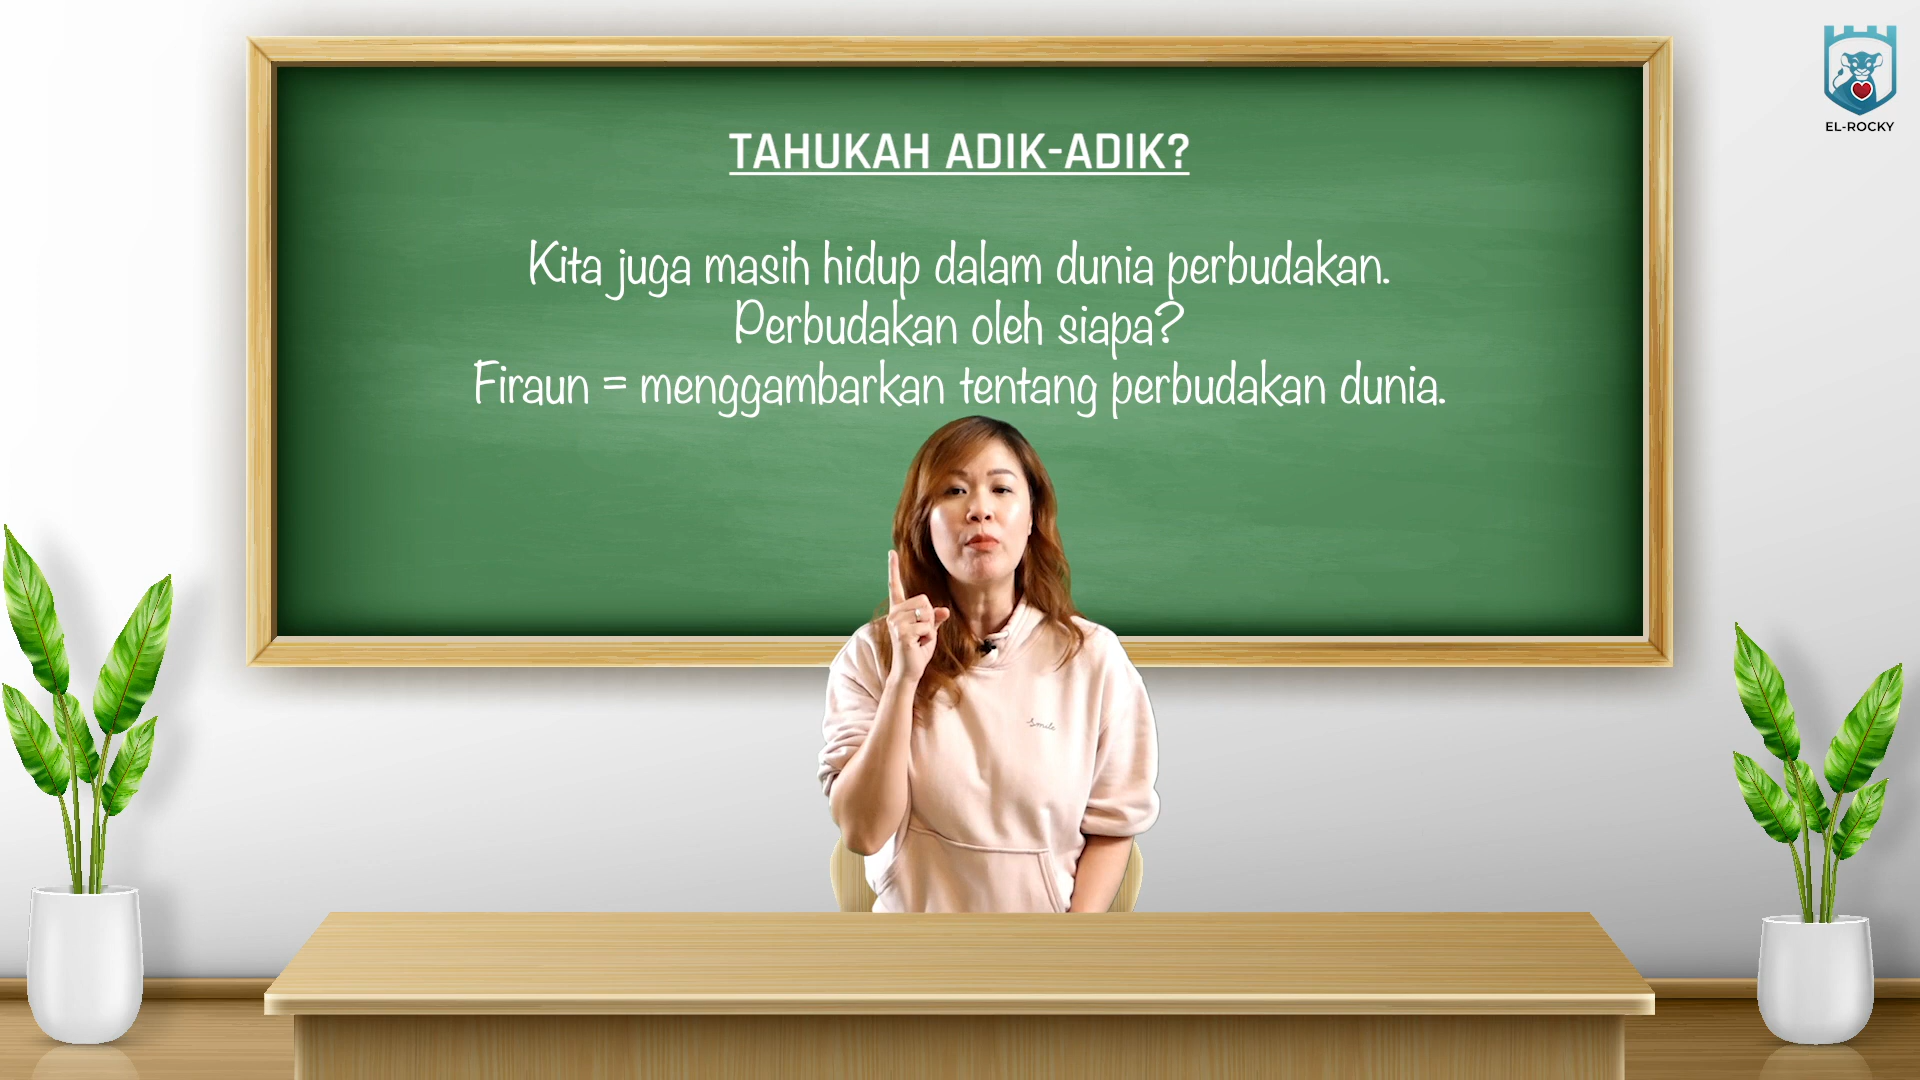 EL-ROCKY
TAHUKAH ADIK-ADIK?
Kita juga masih hidup dalam dunia perbudakan.
Perbudakan oleh siapa?
Firaun = menggambarkan tentang perbudakan dunia.
Smile